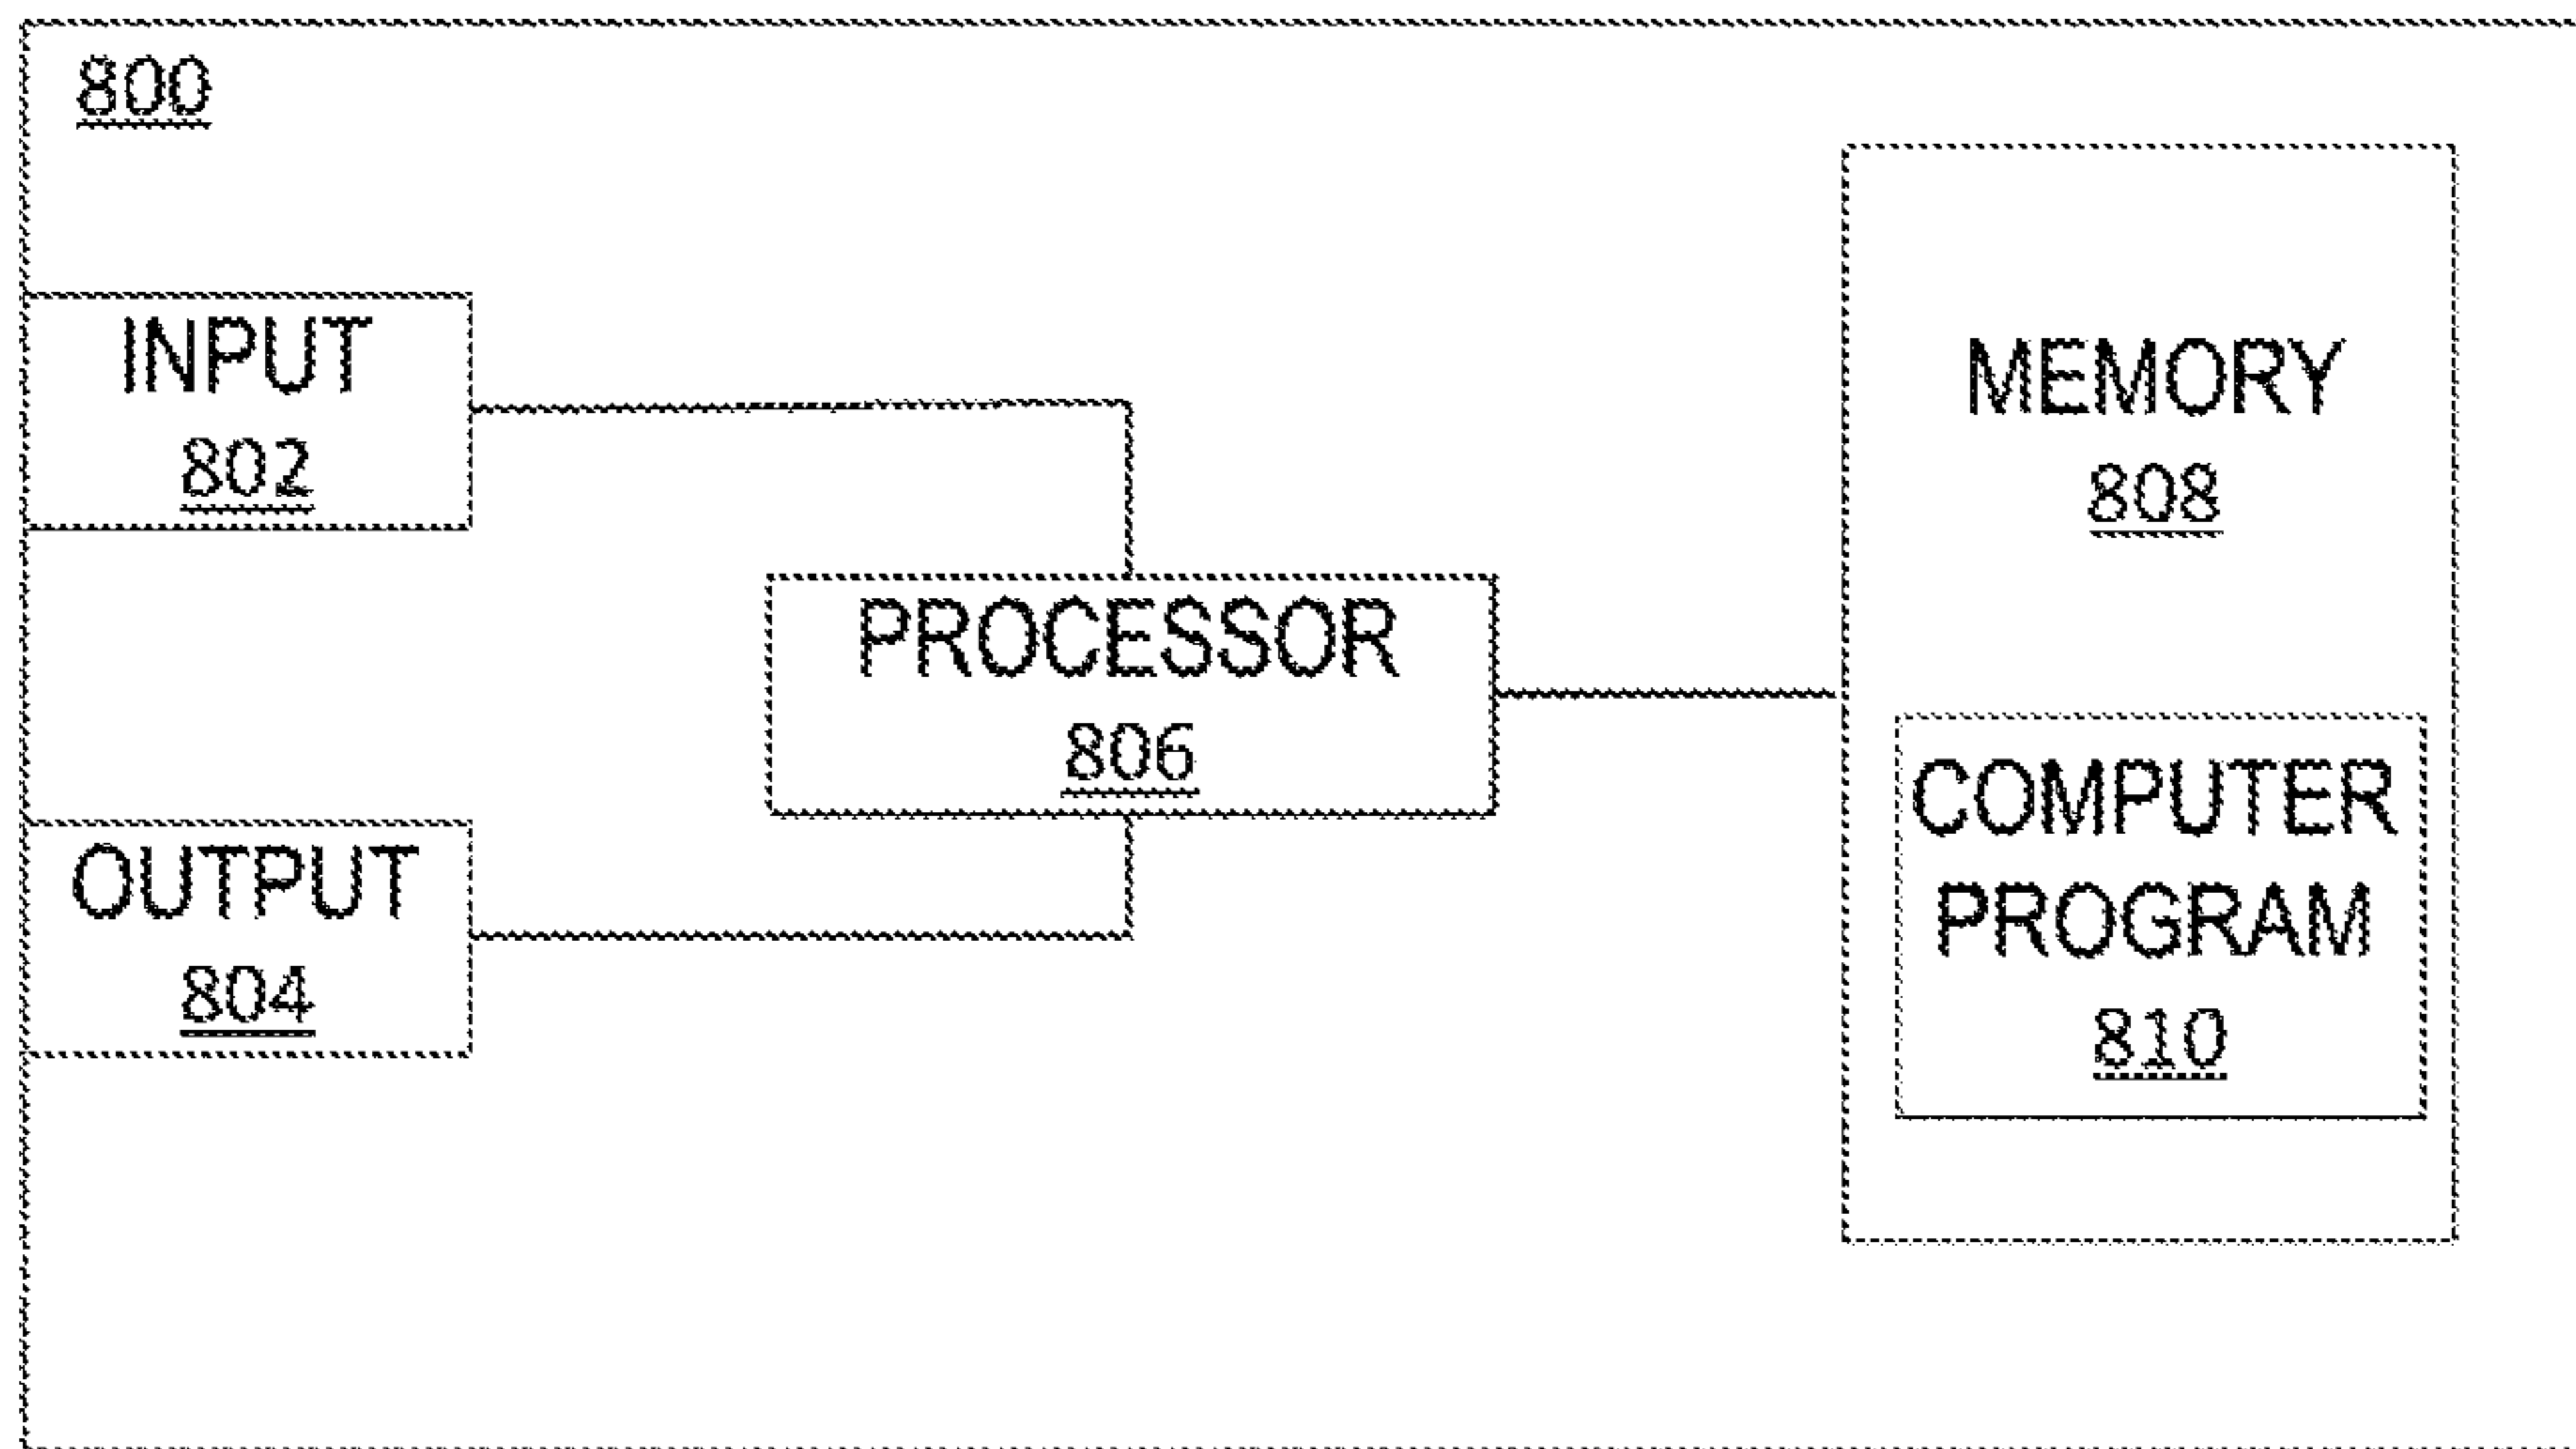 800
INPUT
802
PROCESSOR
806
OUTPUT
804
MEMORY
808
COMPUTER
PROGRAM
810